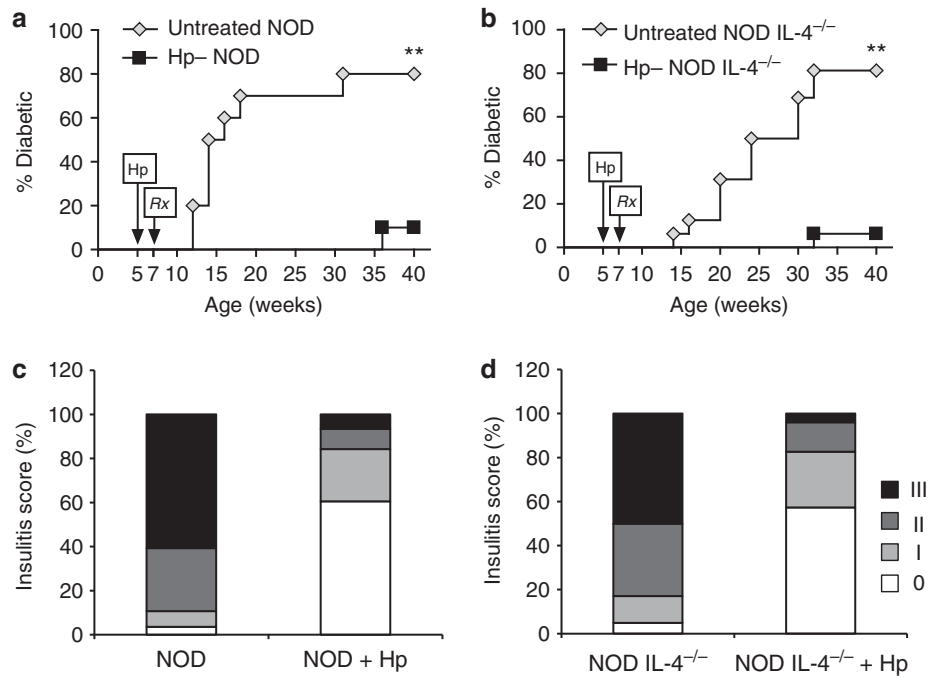 a
Untreated NOD
Hp– NOD
**
% Diabetic
100
80
60
40
20
0
Hp
Rx
0 5 7 10 15 20 25 30 35 40
Age (weeks)
b
Untreated NOD IL-4–/–
Hp– NOD IL-4–/–
**
% Diabetic
100
80
60
40
20
0
Hp
Rx
0 5 7 10 15 20 25 30 35 40
Age (weeks)
c
Insulitis score (%)
120
100
80
60
40
20
0
NOD NOD + Hp
d
Insulitis score (%)
120
100
80
60
40
20
0
NOD IL-4–/– NOD IL-4–/– + Hp
III
II
I
0